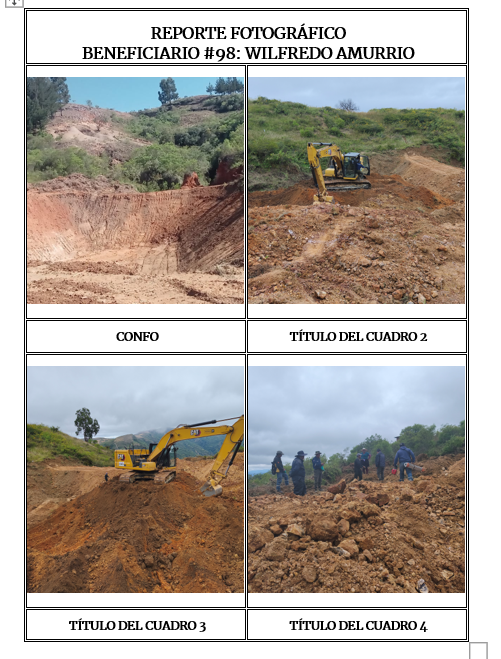 REPORTE FOTOGRÁFICO
BENEFICIARIO #98: WILFREDO AMURRIO
CONFO
TÍTULO DEL CUADRO 2
TÍTULO DEL CUADRO 3
TÍTULO DEL CUADRO 4